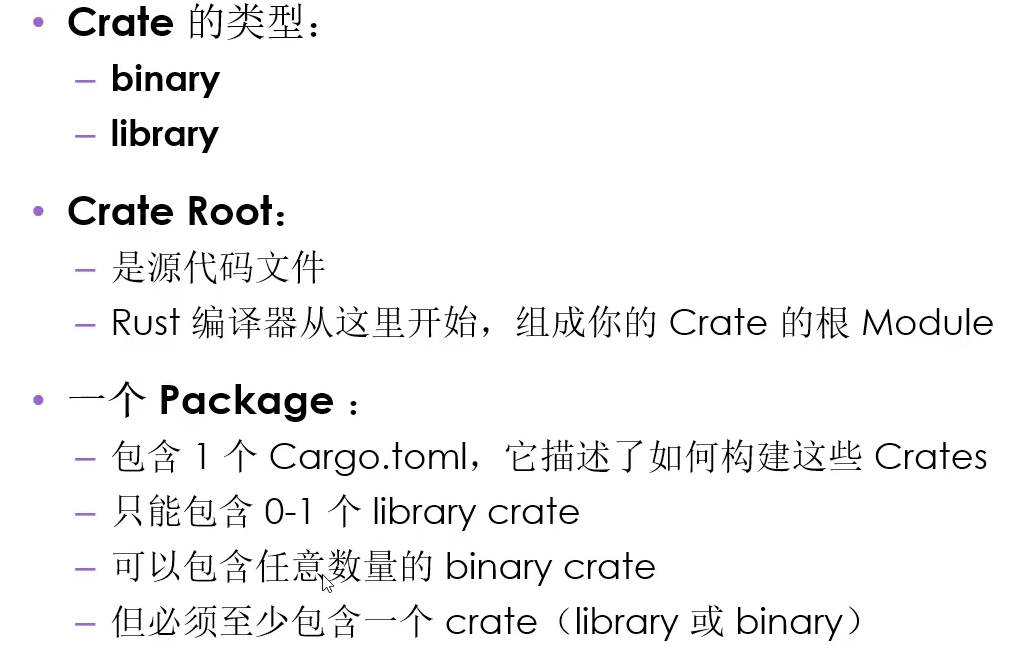 • Crate 的类型：
– binary
– library
• Crate Root：
– 是源代码文件
– Rust 编译器从这里开始，组成你的 Crate 的根 Module
• 一个 Package ：
– 包含 1 个 Cargo.toml，它描述了如何构建这些 Crates
– 只能包含 0-1 个 library crate
– 可以包含任意数量的 binary crate
– 但必须至少包含一个 crate（library 或 binary）